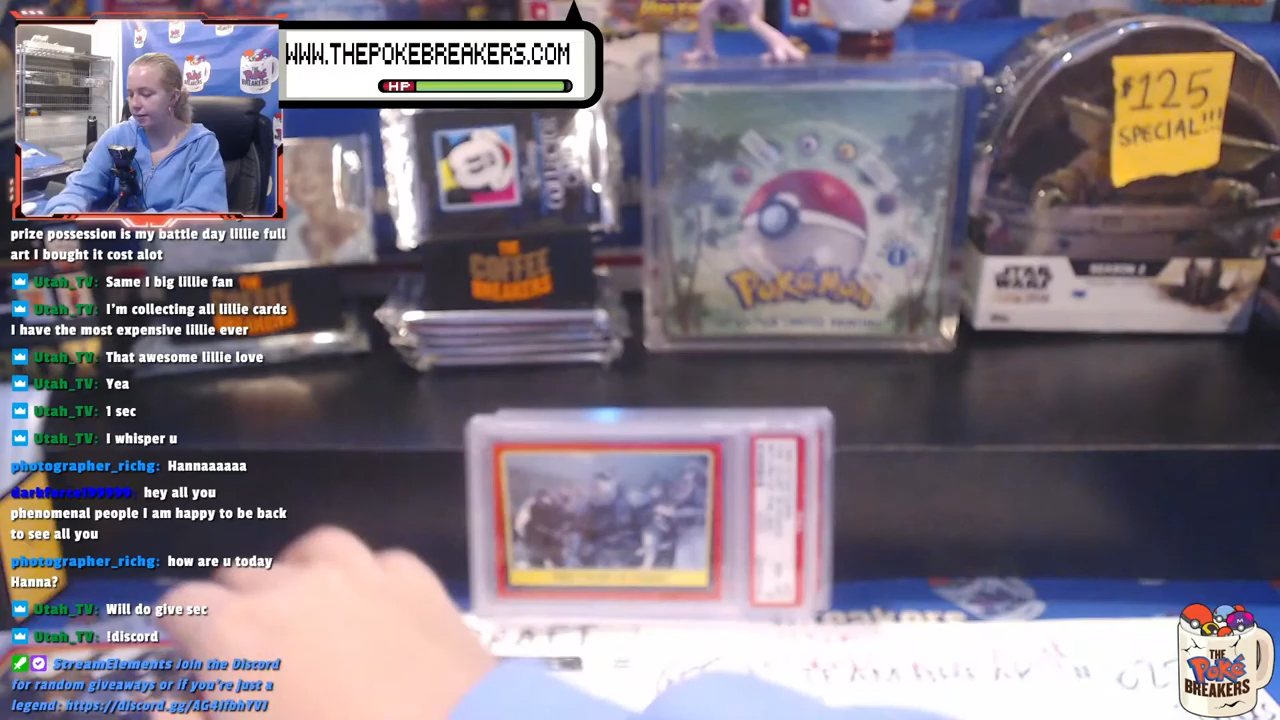 WWW.THEPOKEBREAKERS.COM
HP
$125
SPECIAL!!!
THE
COFFEE
BREAKERS
POKéMON
STAR
WARS
SEASON 2
prize possession is my battle day lillie full
art I bought it cost alot
Utah_TV: Same I big lillie fan
Utah_TV: I'm collecting all lillie cards
I have the most expensive lillie ever
Utah_TV: That awesome lillie love
Utah_TV: Yea
Utah_TV: 1 sec
Utah_TV: I whisper u
photographer_richg: Hannaaaaaa
hey all you
phenomenal people I am happy to be back
to see all you
photographer_richg: how are u today
Hanna?
Utah_TV: Will do give sec
Utah_TV: !discord
StreamElements Join the Discord
for random giveaways or if you're just a
legend: https://discord.gg/
THE
Poké
BREAKERS